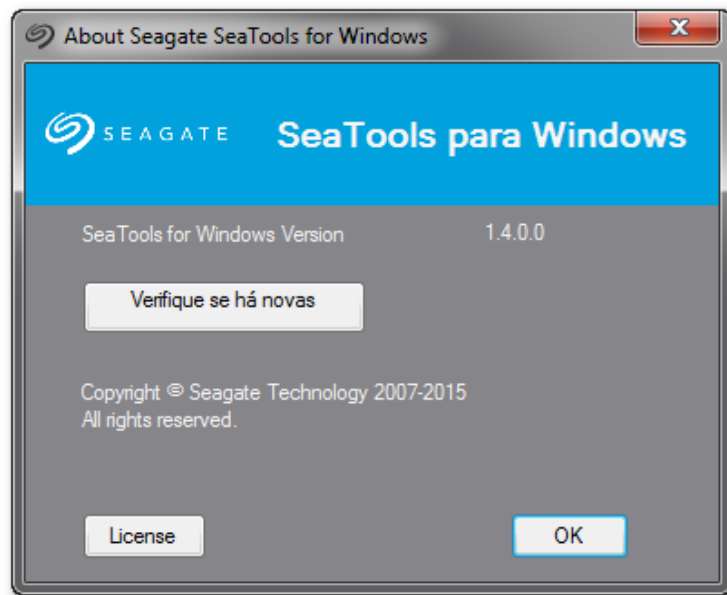 About Seagate SeaTools for Windows
SEAGATE
SeaTools para Windows
SeaTools for Windows Version 1.4.0.0
Verifique se há novas
Copyright © Seagate Technology 2007-2015
All rights reserved.
License
OK